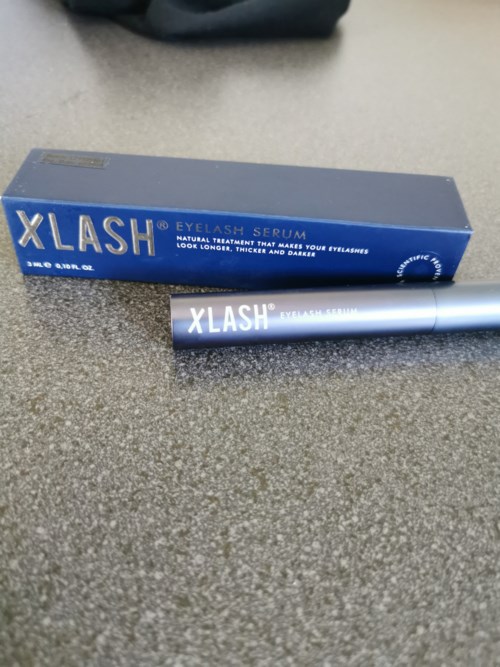 XLASH® EYELASH SERUM
NATURAL TREATMENT THAT MAKES YOUR EYELASHES
LOOK LONGER, THICKER AND DARKER
3 ML ℮ 0,10 FL. OZ.
SCIENTIFIC
XLASH® EYELASH SERUM